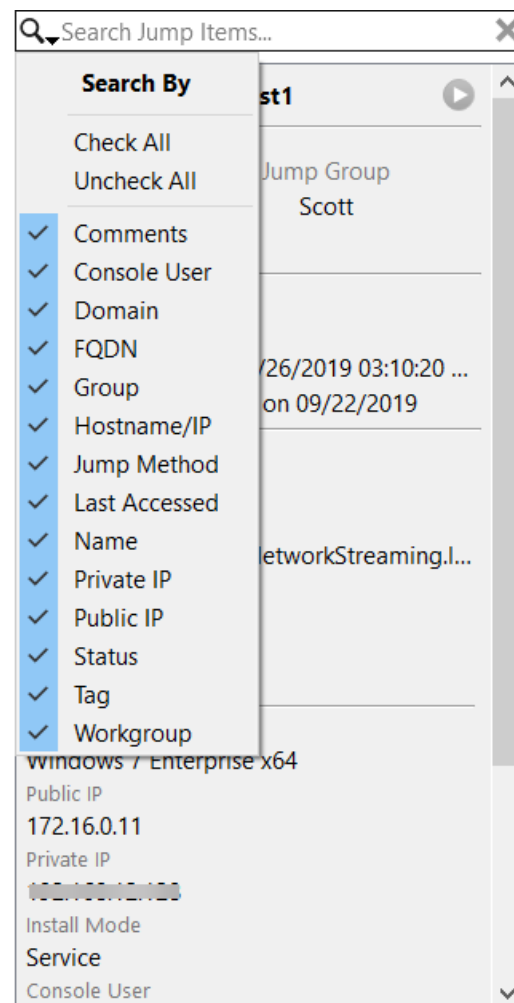 Search Jump Items...
Search By
st1
Check All
Uncheck All
Jump Group
Scott
Comments
Console User
Domain
FQDN
/26/2019 03:10:20 ...
Group
on 09/22/2019
Hostname/IP
Jump Method
Last Accessed
Name
etworkStreaming.l...
Private IP
Public IP
Status
Tag
Workgroup
Windows 7 Enterprise x64
Public IP
172.16.0.11
Private IP
Install Mode
Service
Console User